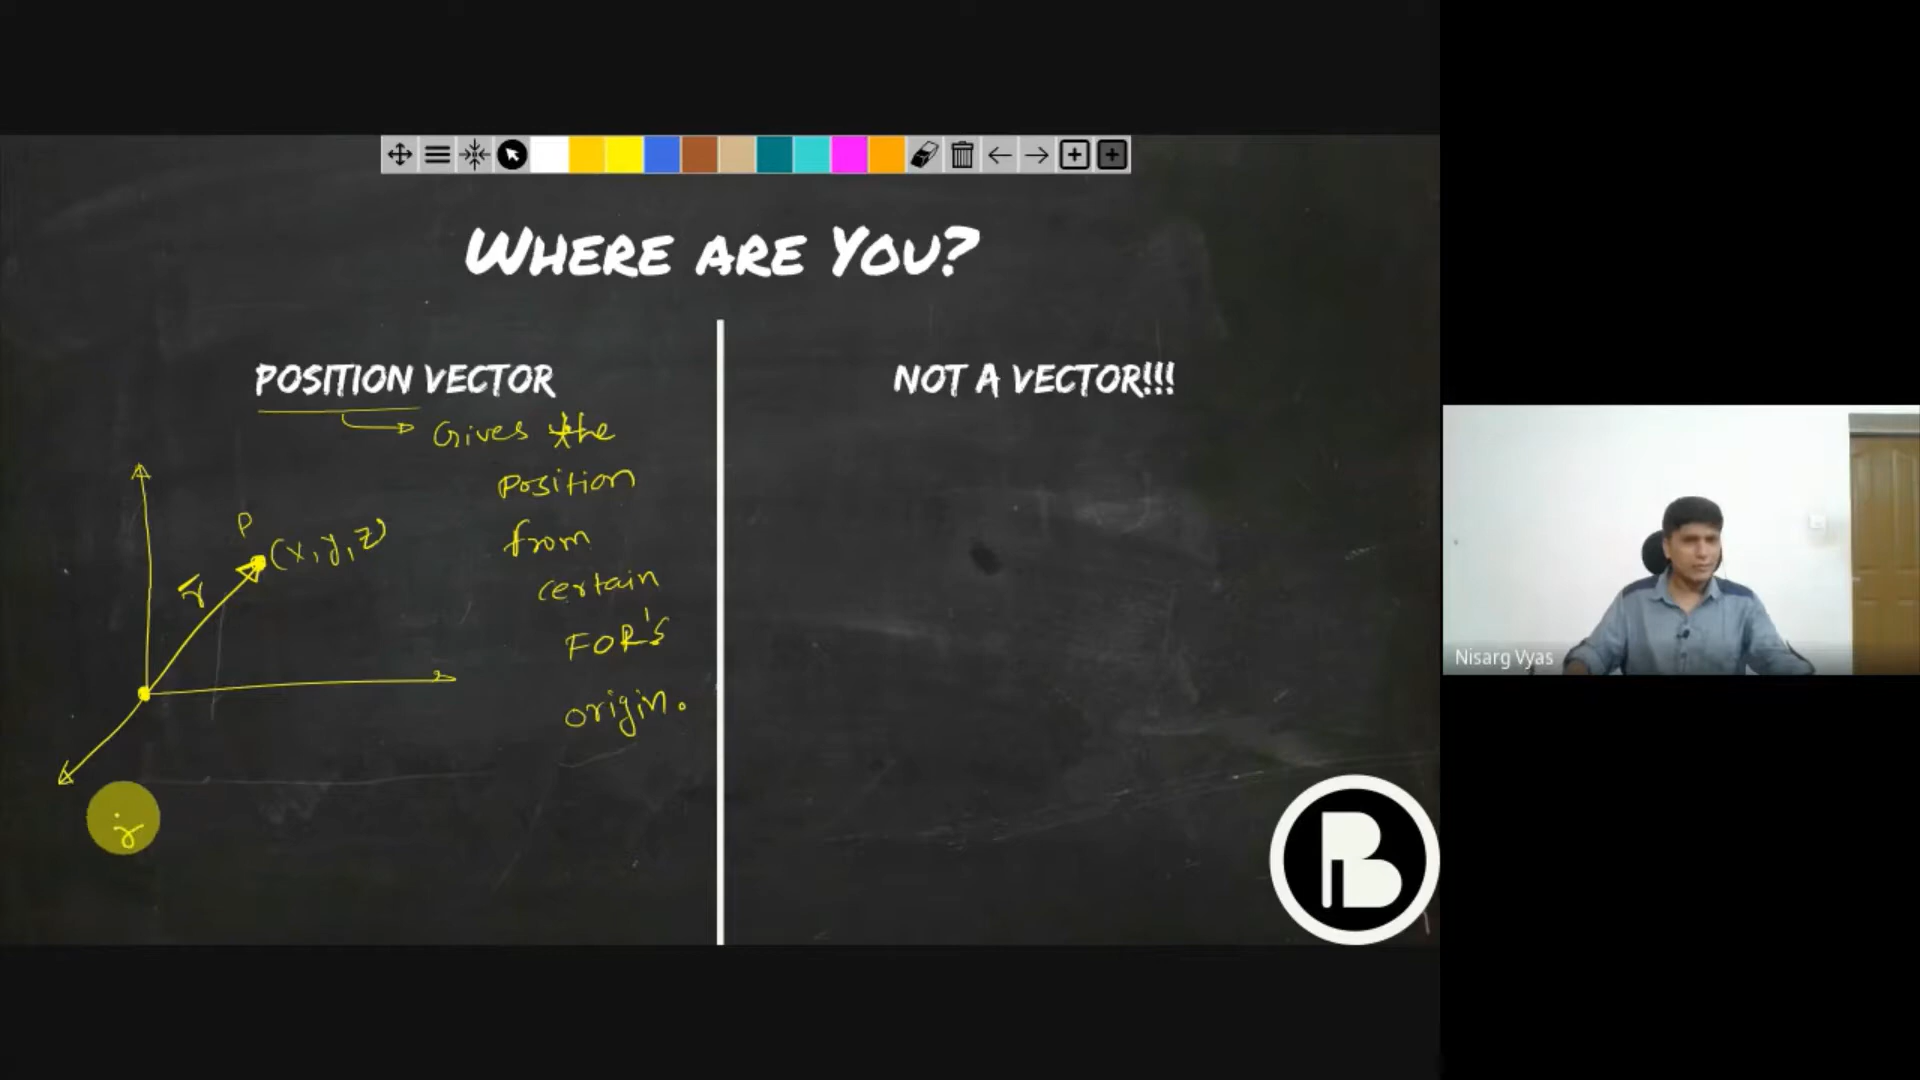 WHERE ARE YOU?
POSITION VECTOR
Gives the
position
from
certain
FOR's
origin.
P
(x, y, z)
r
NOT A VECTOR!!!
B
Nisarg Vyas